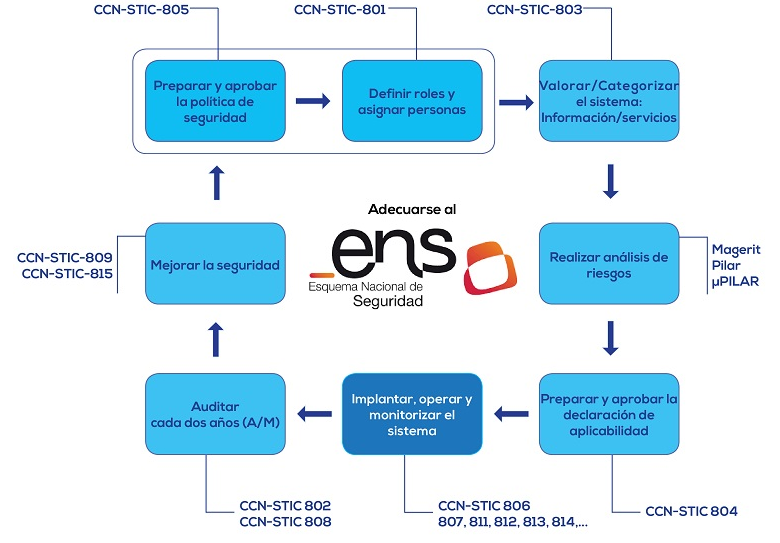 CCN-STIC-805
CCN-STIC-801
CCN-STIC-803
Preparar y aprobar
la política de
seguridad
Definir roles y
asignar personas
Valorar/Categorizar
el sistema:
Información/servicios
Adecuarse al
ens
Esquema Nacional de
Seguridad
CCN-STIC-809
CCN-STIC-815
Mejorar la seguridad
Realizar análisis de
riesgos
Magerit
Pilar
µPILAR
Auditar
cada dos años (A/M)
Implantar, operar y
monitorizar el
sistema
Preparar y aprobar la
declaración de
aplicabilidad
CCN-STIC 802
CCN-STIC 808
CCN-STIC 806
807, 811, 812, 813, 814,...
CCN-STIC 804